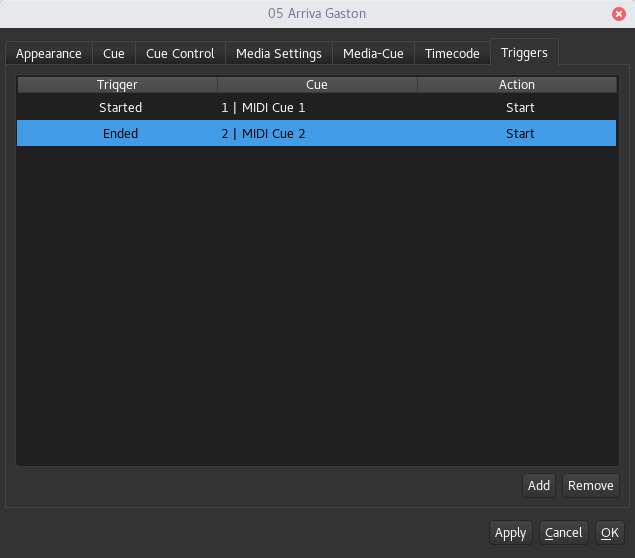 05 Arriva Gaston
Appearance Cue Cue Control Media Settings Media-Cue Timecode Triggers
Trigger Cue Action
Started 1 | MIDI Cue 1 Start
Ended 2 | MIDI Cue 2 Start
Add Remove
Apply Cancel OK